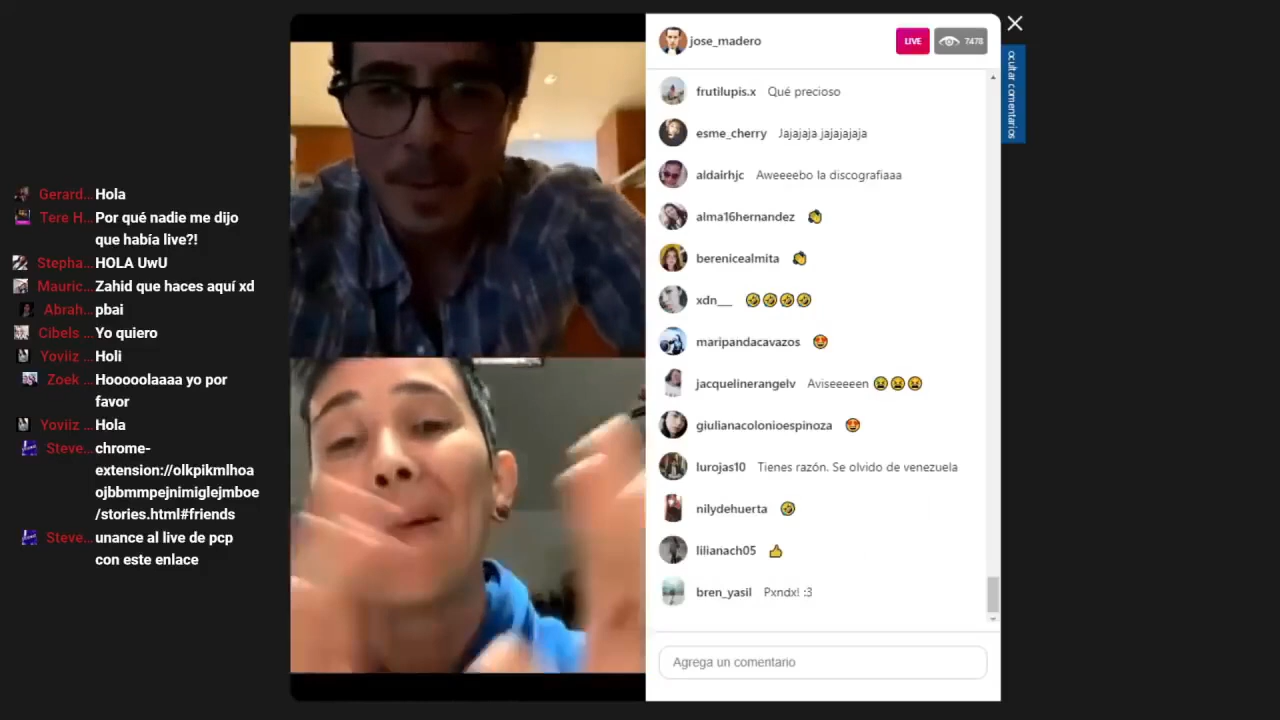 Gerard... Hola
Tere H... Por qué nadie me dijo
que había live?!
Stepha... HOLA UwU
Mauric... Zahid que haces aquí xd
Abrah... pbai
Cibels ... Yo quiero
Yoviiz ... Holi
Zoek ... Hooooolaaaa yo por
favor
Yoviiz ... Hola
Steve... chrome-
extension://olkpikmlhoa
ojbbmmpejnimiglejmboe
/stories.html#friends
Steve... unance al live de pcp
con este enlace
jose_madero
LIVE
7478
ocultar comentarios
frutilupis.x Qué precioso
esme_cherry Jajajaja jajajajaja
aldairhjc Aweeeebo la discografiaaa
alma16hernandez
berenicealmita
xdn___
maripandacavazos
jacquelinerangelv Aviseeeeen
giulianacolonioespinoza
lurojas10 Tienes razón. Se olvido de venezuela
nilydehuerta
lilianach05
bren_yasil Pxndx! :3
Agrega un comentario